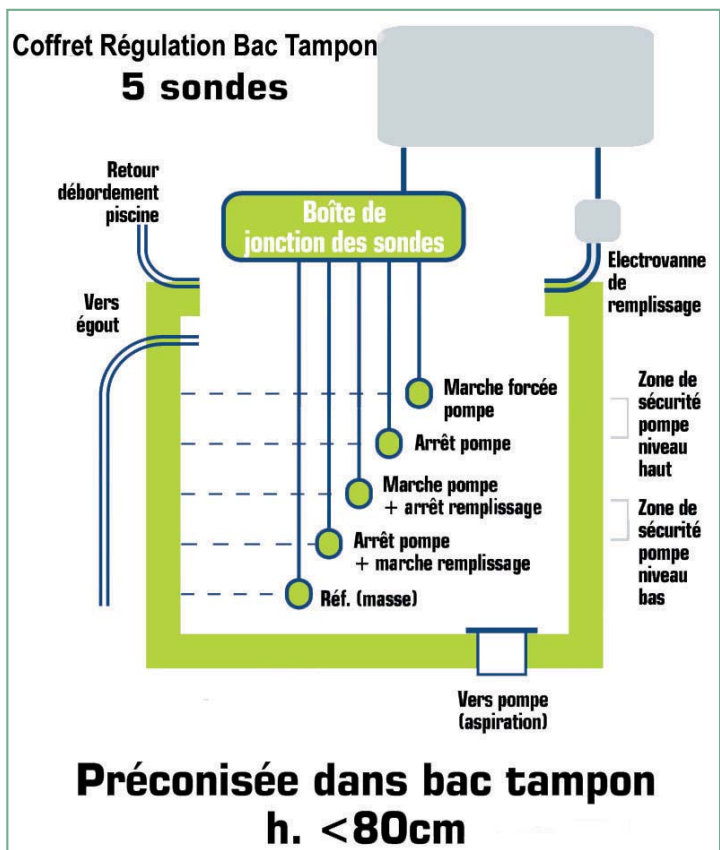 Coffret Régulation Bac Tampon
5 sondes
Retour
débordement
piscine
Boîte de
jonction des sondes
Electrovanne
de
remplissage
Vers
égout
Marche forcée
pompe
Arrêt pompe
Marche pompe
+ arrêt remplissage
Arrêt pompe
+ marche remplissage
Réf. (masse)
Zone de
sécurité
pompe
niveau
haut
Zone de
sécurité
pompe
niveau
bas
Vers pompe
(aspiration)
Préconisée dans bac tampon
h. <80cm